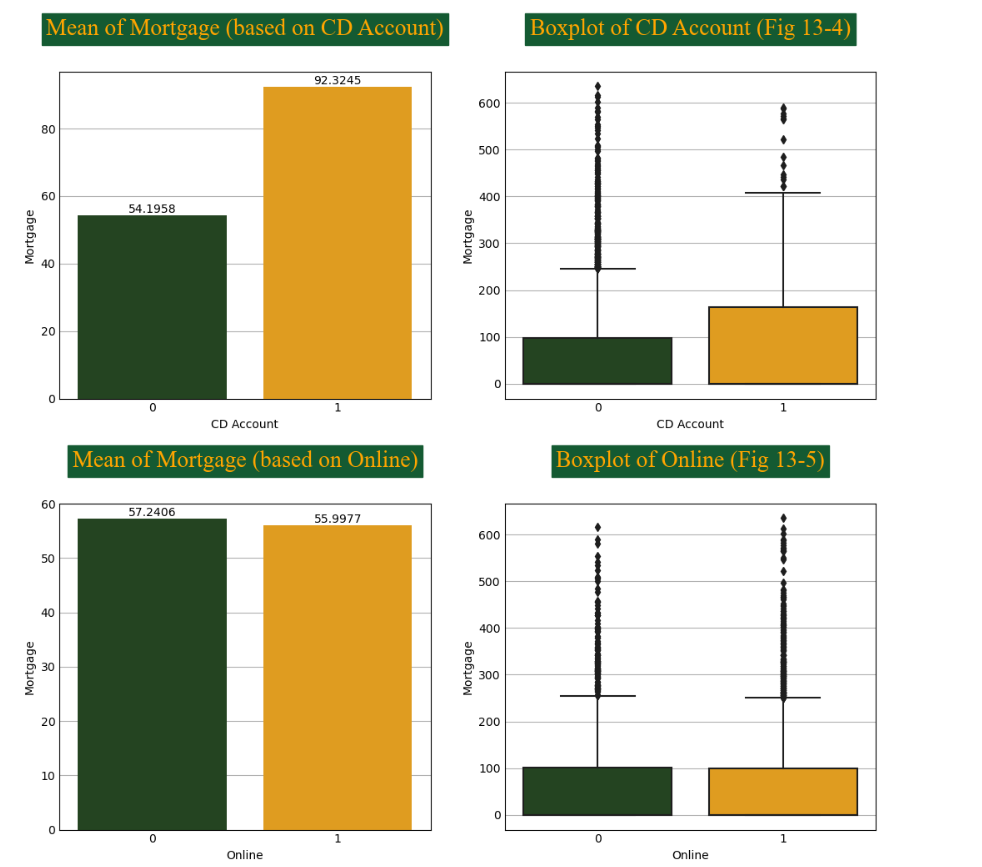 Mean of Mortgage (based on CD Account)
92.3245
54.1958
80
60
40
20
0
Mortgage
0 1
CD Account
Boxplot of CD Account (Fig 13-4)
600
500
400
300
200
100
0
Mortgage
0 1
CD Account
Mean of Mortgage (based on Online)
57.2406 55.9977
60
50
40
30
20
10
0
Mortgage
0 1
Online
Boxplot of Online (Fig 13-5)
600
500
400
300
200
100
0
Mortgage
0 1
Online